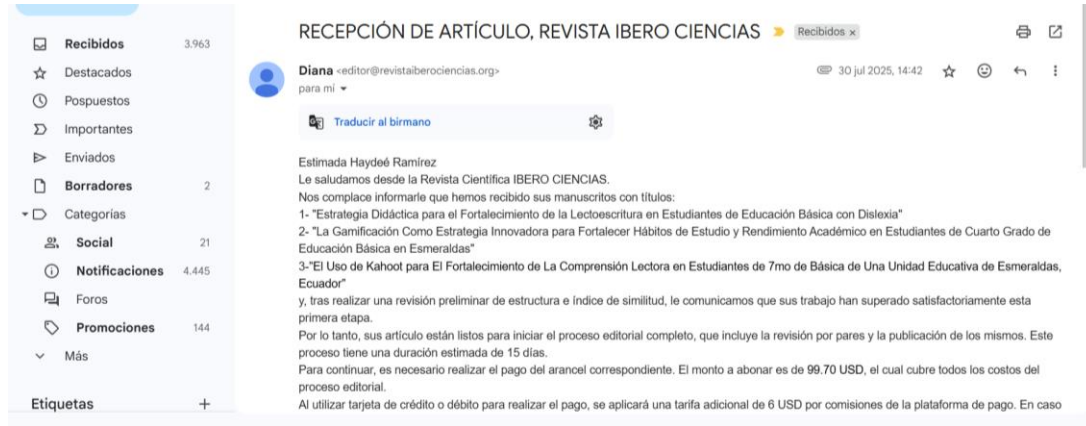 Recibidos 3.963
Destacados
Pospuestos
Importantes
Enviados
Borradores 2
Categorías
Social 21
Notificaciones 4.445
Foros
Promociones 144
Más
Etiquetas +
RECEPCIÓN DE ARTÍCULO, REVISTA IBERO CIENCIAS Recibidos x
Diana <editor@revistaiberociencias.org> 30 jul 2025, 14:42
para mí
Traducir al birmano
Estimada Haydeé Ramírez
Le saludamos desde la Revista Científica IBERO CIENCIAS.
Nos complace informarle que hemos recibido sus manuscritos con títulos:
1- "Estrategia Didáctica para el Fortalecimiento de la Lectoescritura en Estudiantes de Educación Básica con Dislexia"
2- "La Gamificación Como Estrategia Innovadora para Fortalecer Hábitos de Estudio y Rendimiento Académico en Estudiantes de Cuarto Grado de
Educación Básica en Esmeraldas"
3-"El Uso de Kahoot para El Fortalecimiento de La Comprensión Lectora en Estudiantes de 7mo de Básica de Una Unidad Educativa de Esmeraldas,
Ecuador"
y, tras realizar una revisión preliminar de estructura e índice de similitud, le comunicamos que sus trabajo han superado satisfactoriamente esta
primera etapa.
Por lo tanto, sus artículo están listos para iniciar el proceso editorial completo, que incluye la revisión por pares y la publicación de los mismos. Este
proceso tiene una duración estimada de 15 días.
Para continuar, es necesario realizar el pago del arancel correspondiente. El monto a abonar es de 99.70 USD, el cual cubre todos los costos del
proceso editorial.
Al utilizar tarjeta de crédito o débito para realizar el pago, se aplicará una tarifa adicional de 6 USD por comisiones de la plataforma de pago. En caso